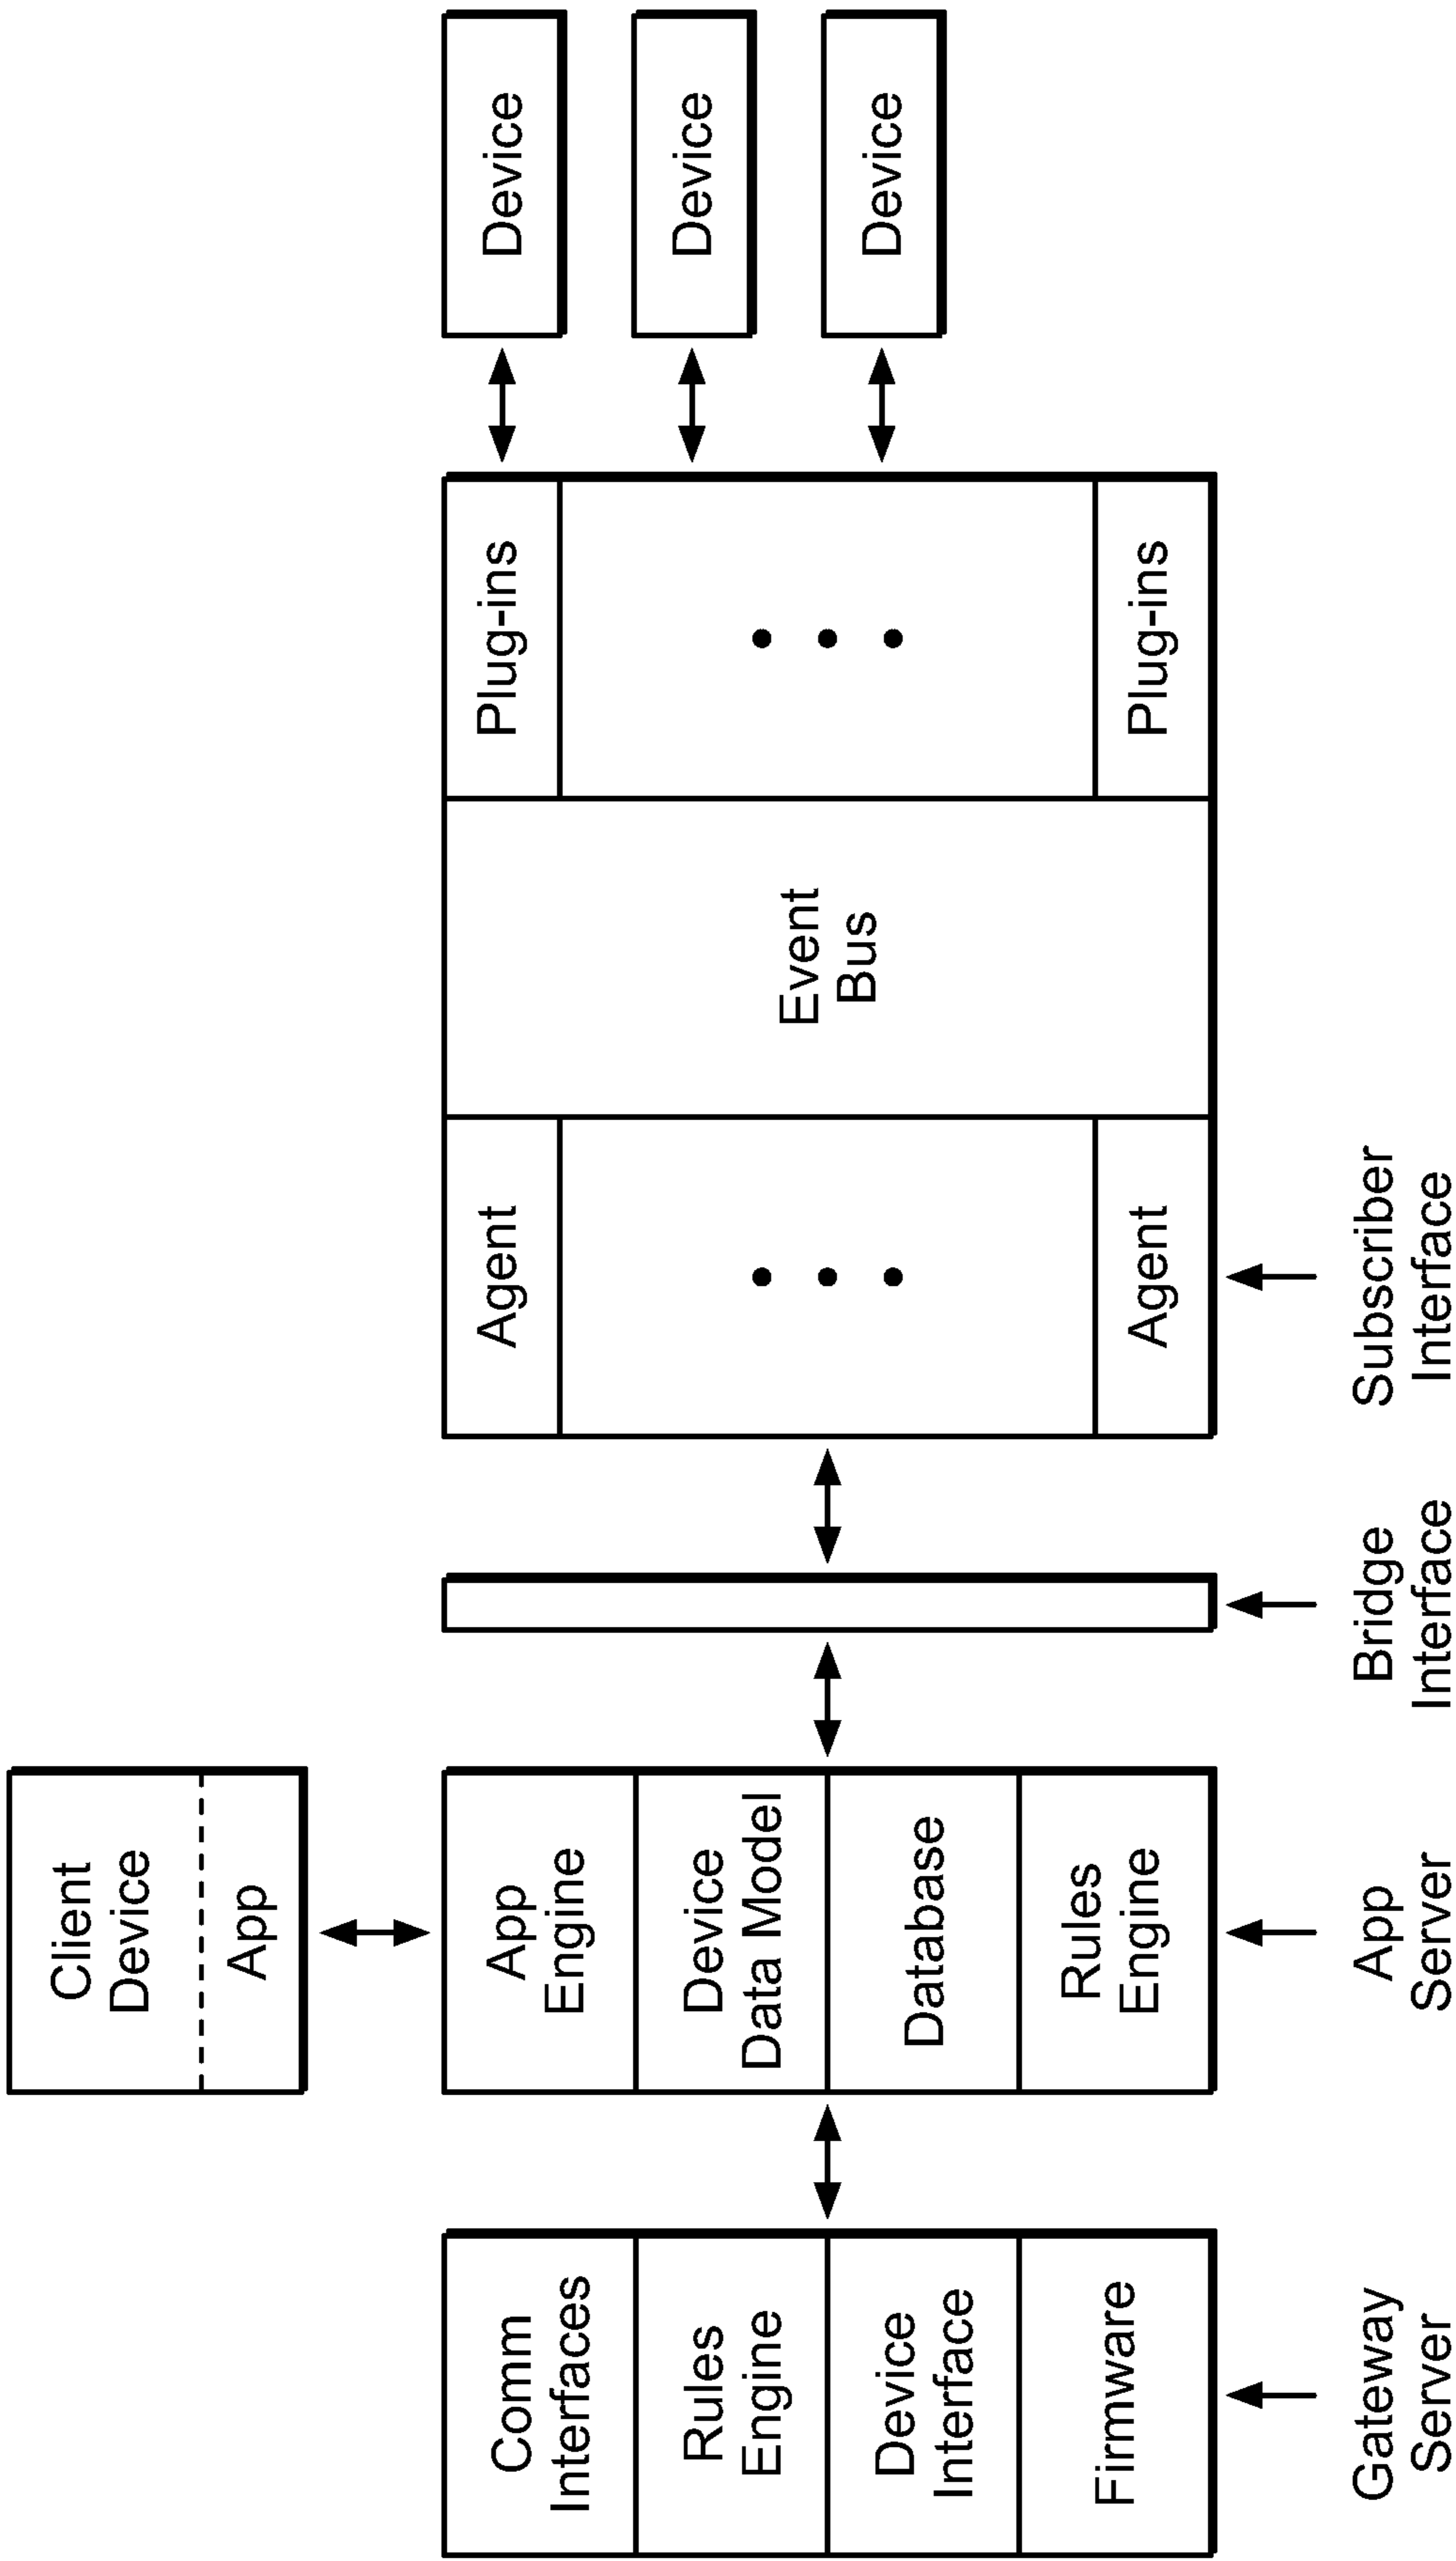 Client
Device
App
Comm
Interfaces
Rules
Engine
Device
Interface
Firmware
App
Engine
Device
Data Model
Database
Rules
Engine
Agent
Agent
Event
Bus
Plug-ins
Plug-ins
Device
Device
Device
Gateway
Server
App
Server
Bridge
Interface
Subscriber
Interface